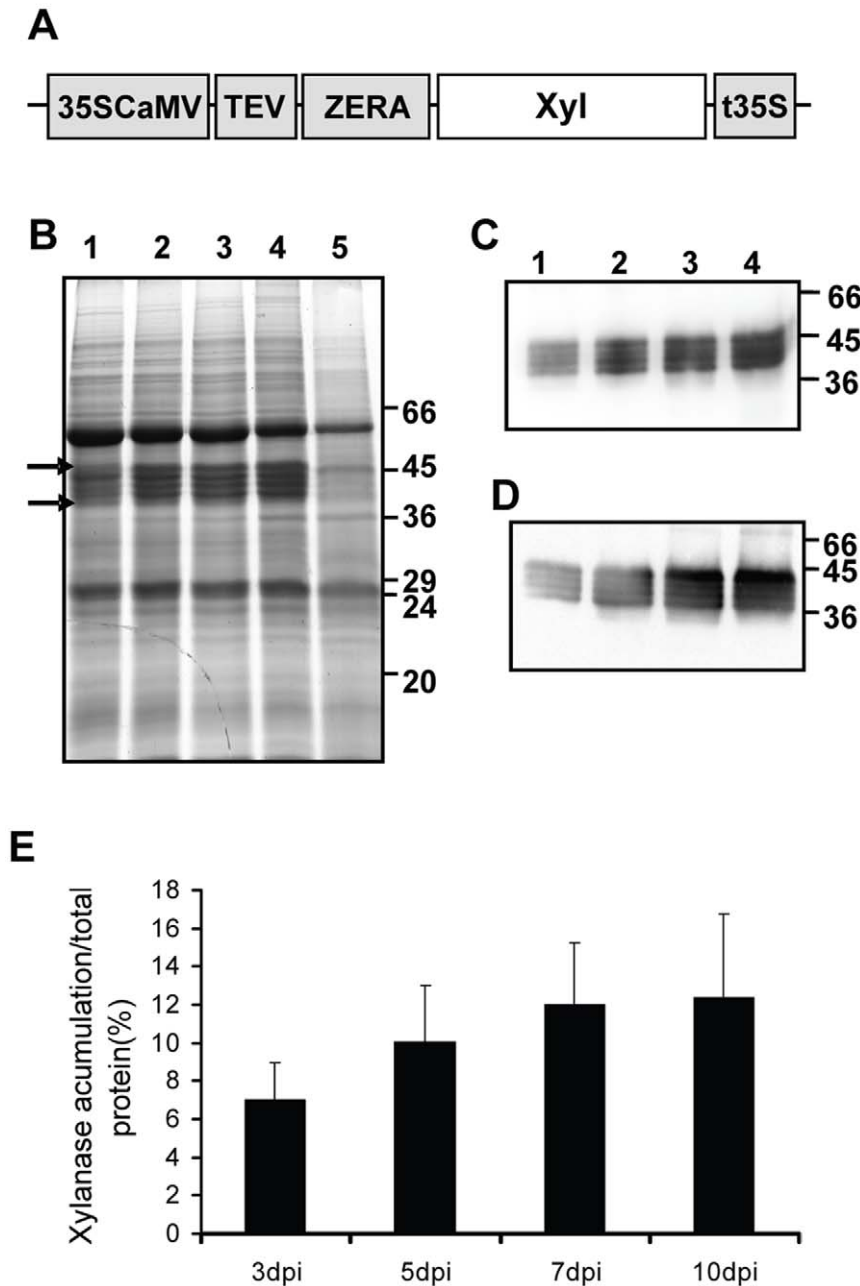 A
35SCaMV TEV ZERA Xyl t35S
B 1 2 3 4 5
66
45
36
29
24
20
C 1 2 3 4
66
45
36
D
66
45
36
E
Xylanase acumulation/total
protein(%)
18
16
14
12
10
8
6
4
2
0
3dpi 5dpi 7dpi 10dpi